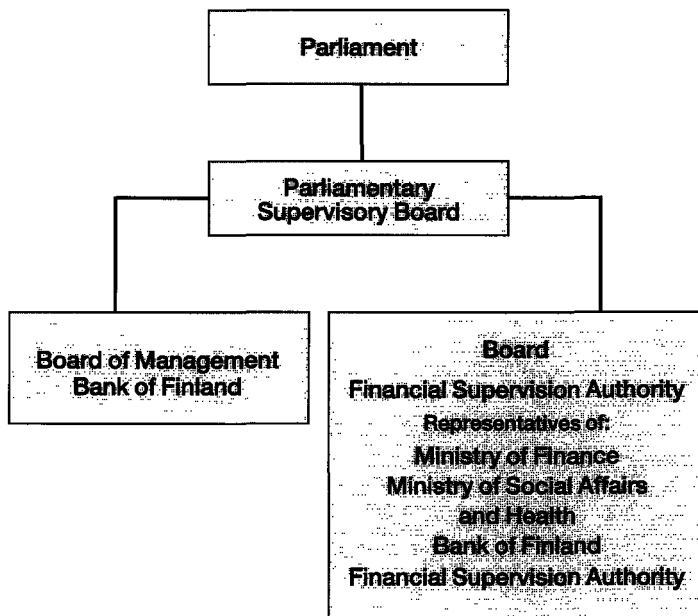 Parliament
Parliamentary
Supervisory Board
Board of Management
Bank of Finland
Board
Financial Supervision Authority
Representatives of:
Ministry of Finance
Ministry of Social Affairs
and Health
Bank of Finland
Financial Supervision Authority